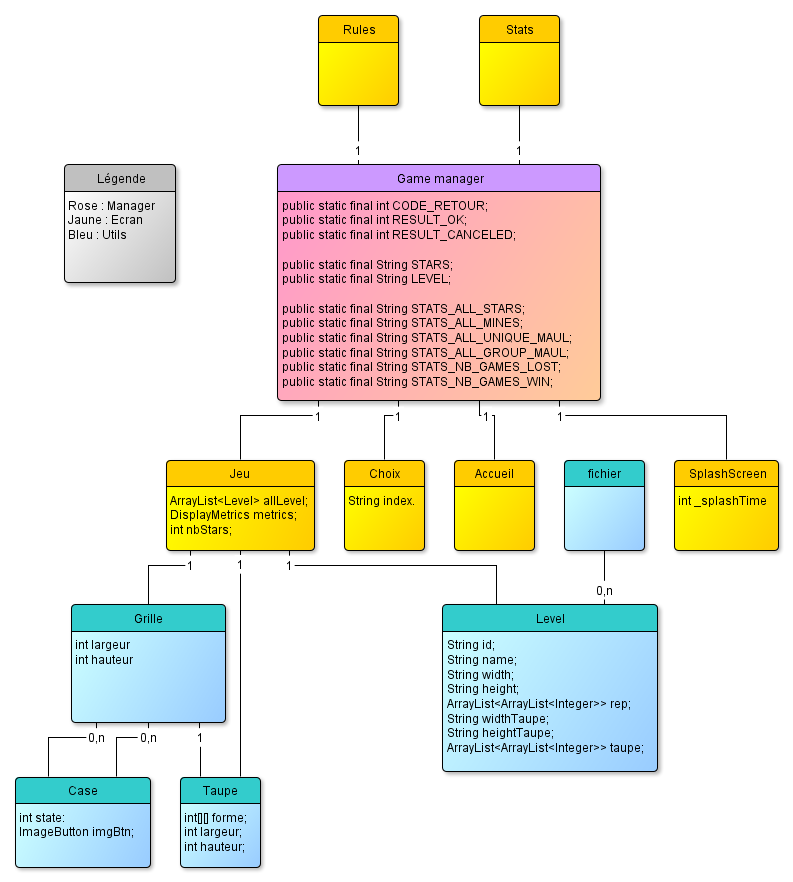 Rules
Stats
1
1
Légende
Rose : Manager
Jaune : Ecran
Bleu : Utils
Game manager
public static final int CODE_RETOUR;
public static final int RESULT_OK;
public static final int RESULT_CANCELED;
public static final String STARS;
public static final String LEVEL;
public static final String STATS_ALL_STARS;
public static final String STATS_ALL_MINES;
public static final String STATS_ALL_UNIQUE_MAUL;
public static final String STATS_ALL_GROUP_MAUL;
public static final String STATS_NB_GAMES_LOST;
public static final String STATS_NB_GAMES_WIN;
1
1
1
1
Jeu
ArrayList<Level> allLevel;
DisplayMetrics metrics;
int nbStars;
Choix
String index.
Accueil
fichier
SplashScreen
int _splashTime
1
1
1
0,n
Grille
int largeur
int hauteur
Level
String id;
String name;
String width;
String height;
ArrayList<ArrayList<Integer>> rep;
String widthTaupe;
String heightTaupe;
ArrayList<ArrayList<Integer>> taupe;
0,n
0,n
1
Case
int state:
ImageButton imgBtn;
Taupe
int[][] forme;
int largeur;
int hauteur;